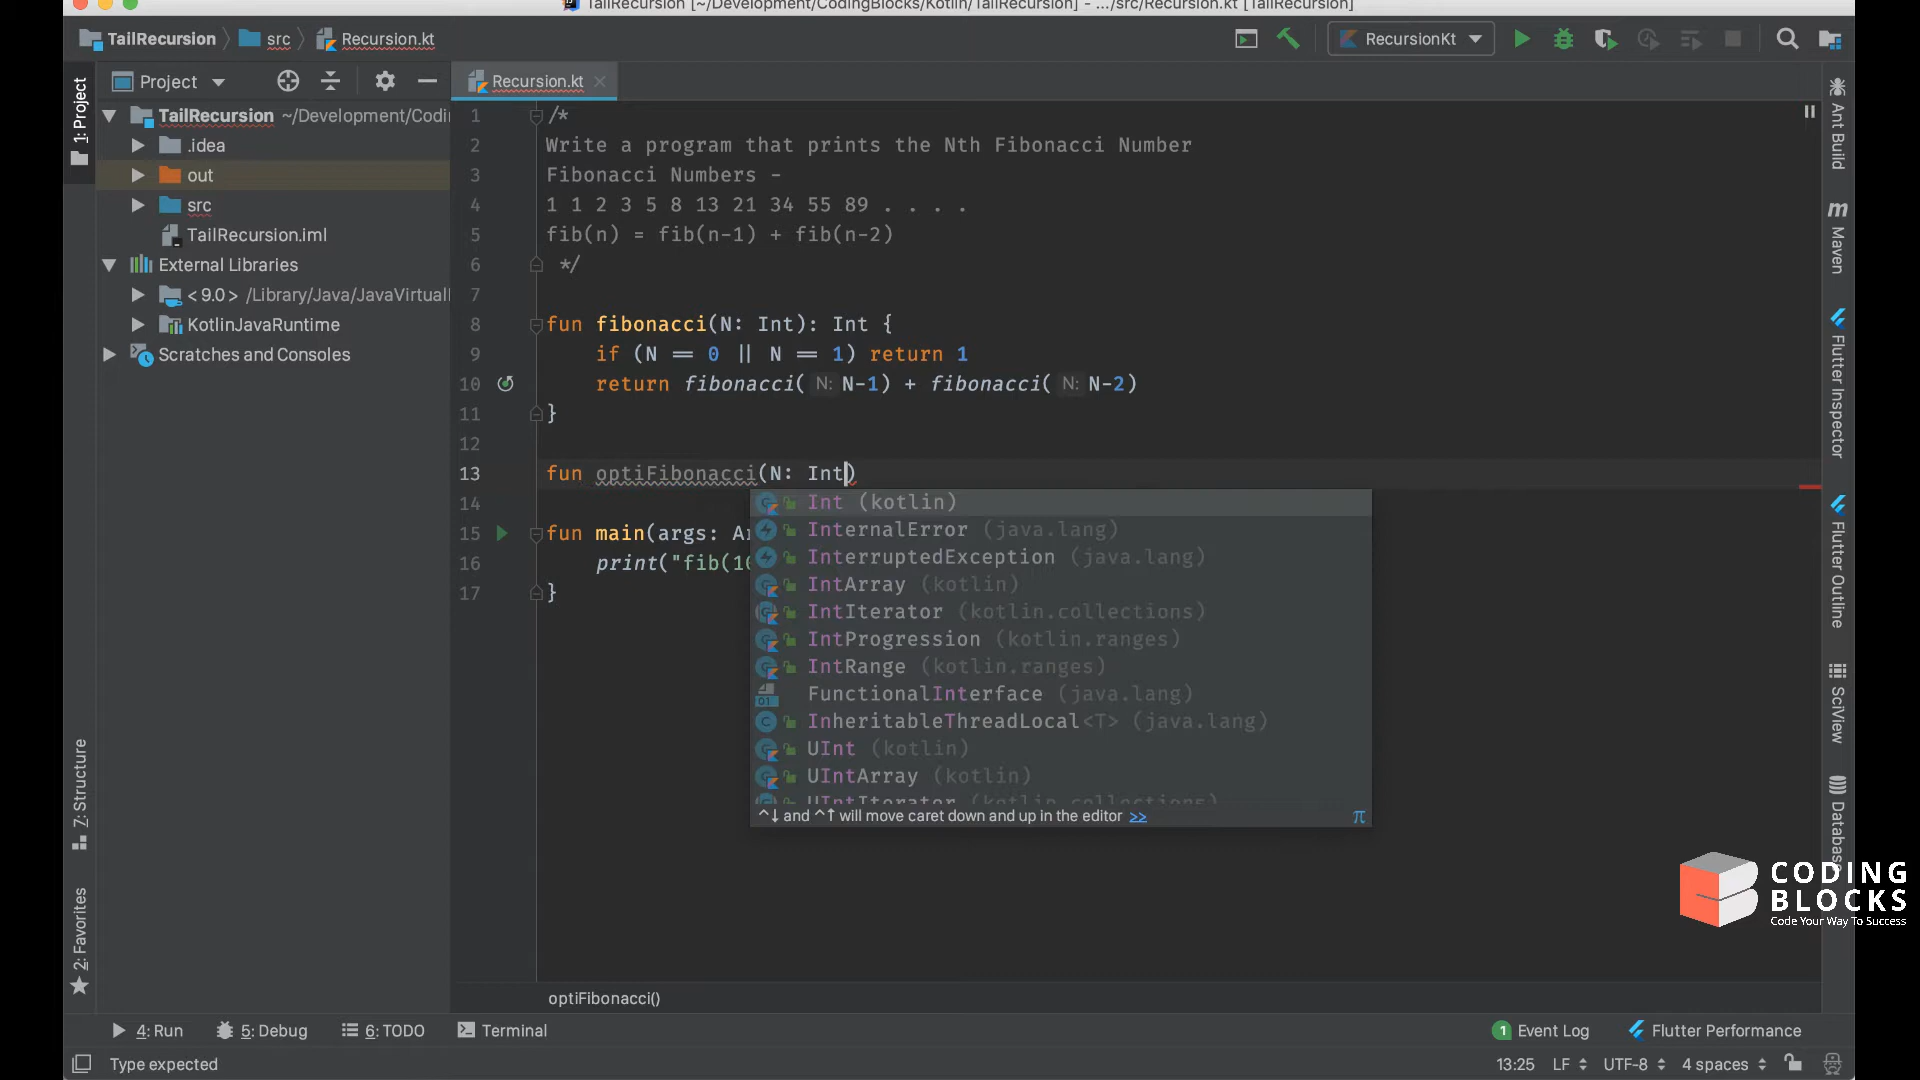 TailRecursion [~/Development/CodingBlocks/Kotlin/TailRecursion] - .../src/Recursion.kt [TailRecursion]
TailRecursion src Recursion.kt RecursionKt
Project Recursion.kt
1: Project
TailRecursion ~/Development/Codi
.idea
out
src
TailRecursion.iml
External Libraries
< 9.0 > /Library/Java/JavaVirtual
KotlinJavaRuntime
Scratches and Consoles
7: Structure
2: Favorites
1 /*
2 Write a program that prints the Nth Fibonacci Number
3 Fibonacci Numbers -
4 1 1 2 3 5 8 13 21 34 55 89 . . . .
5 fib(n) = fib(n-1) + fib(n-2)
6 */
7
8 fun fibonacci(N: Int): Int {
9 if (N == 0 || N == 1) return 1
10 return fibonacci( N: N-1) + fibonacci( N: N-2)
11 }
12
13 fun optiFibonacci(N: Int)
14
15 fun main(args: Ar
16 print("fib(10
17 }
Int (kotlin)
InternalError (java.lang)
InterruptedException (java.lang)
IntArray (kotlin)
IntIterator (kotlin.collections)
IntProgression (kotlin.ranges)
IntRange (kotlin.ranges)
FunctionalInterface (java.lang)
InheritableThreadLocal<T> (java.lang)
UInt (kotlin)
UIntArray (kotlin)
UIntIterator (kotlin.collections)
^↓ and ^↑ will move caret down and up in the editor >> π
Ant Build
Maven
Flutter Inspector
Flutter Outline
SciView
Database
CODING
BLOCKS
Code Your Way To Success
optiFibonacci()
4: Run 5: Debug 6: TODO Terminal 1 Event Log Flutter Performance
Type expected 13:25 LF UTF-8 4 spaces